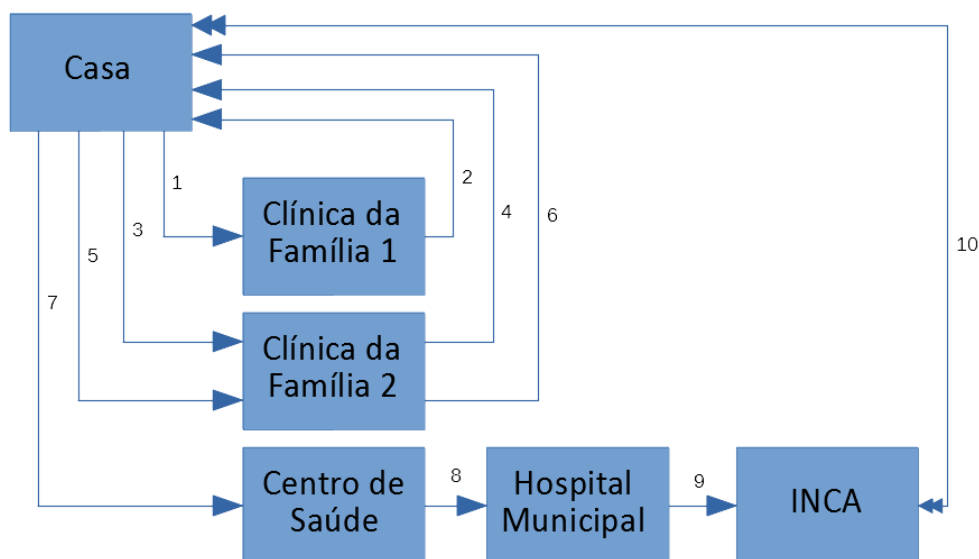 Casa
1
2
Clínica da
Família 1
3
4
6
5
10
7
Clínica da
Família 2
Centro de
Saúde
8
Hospital
Municipal
9
INCA